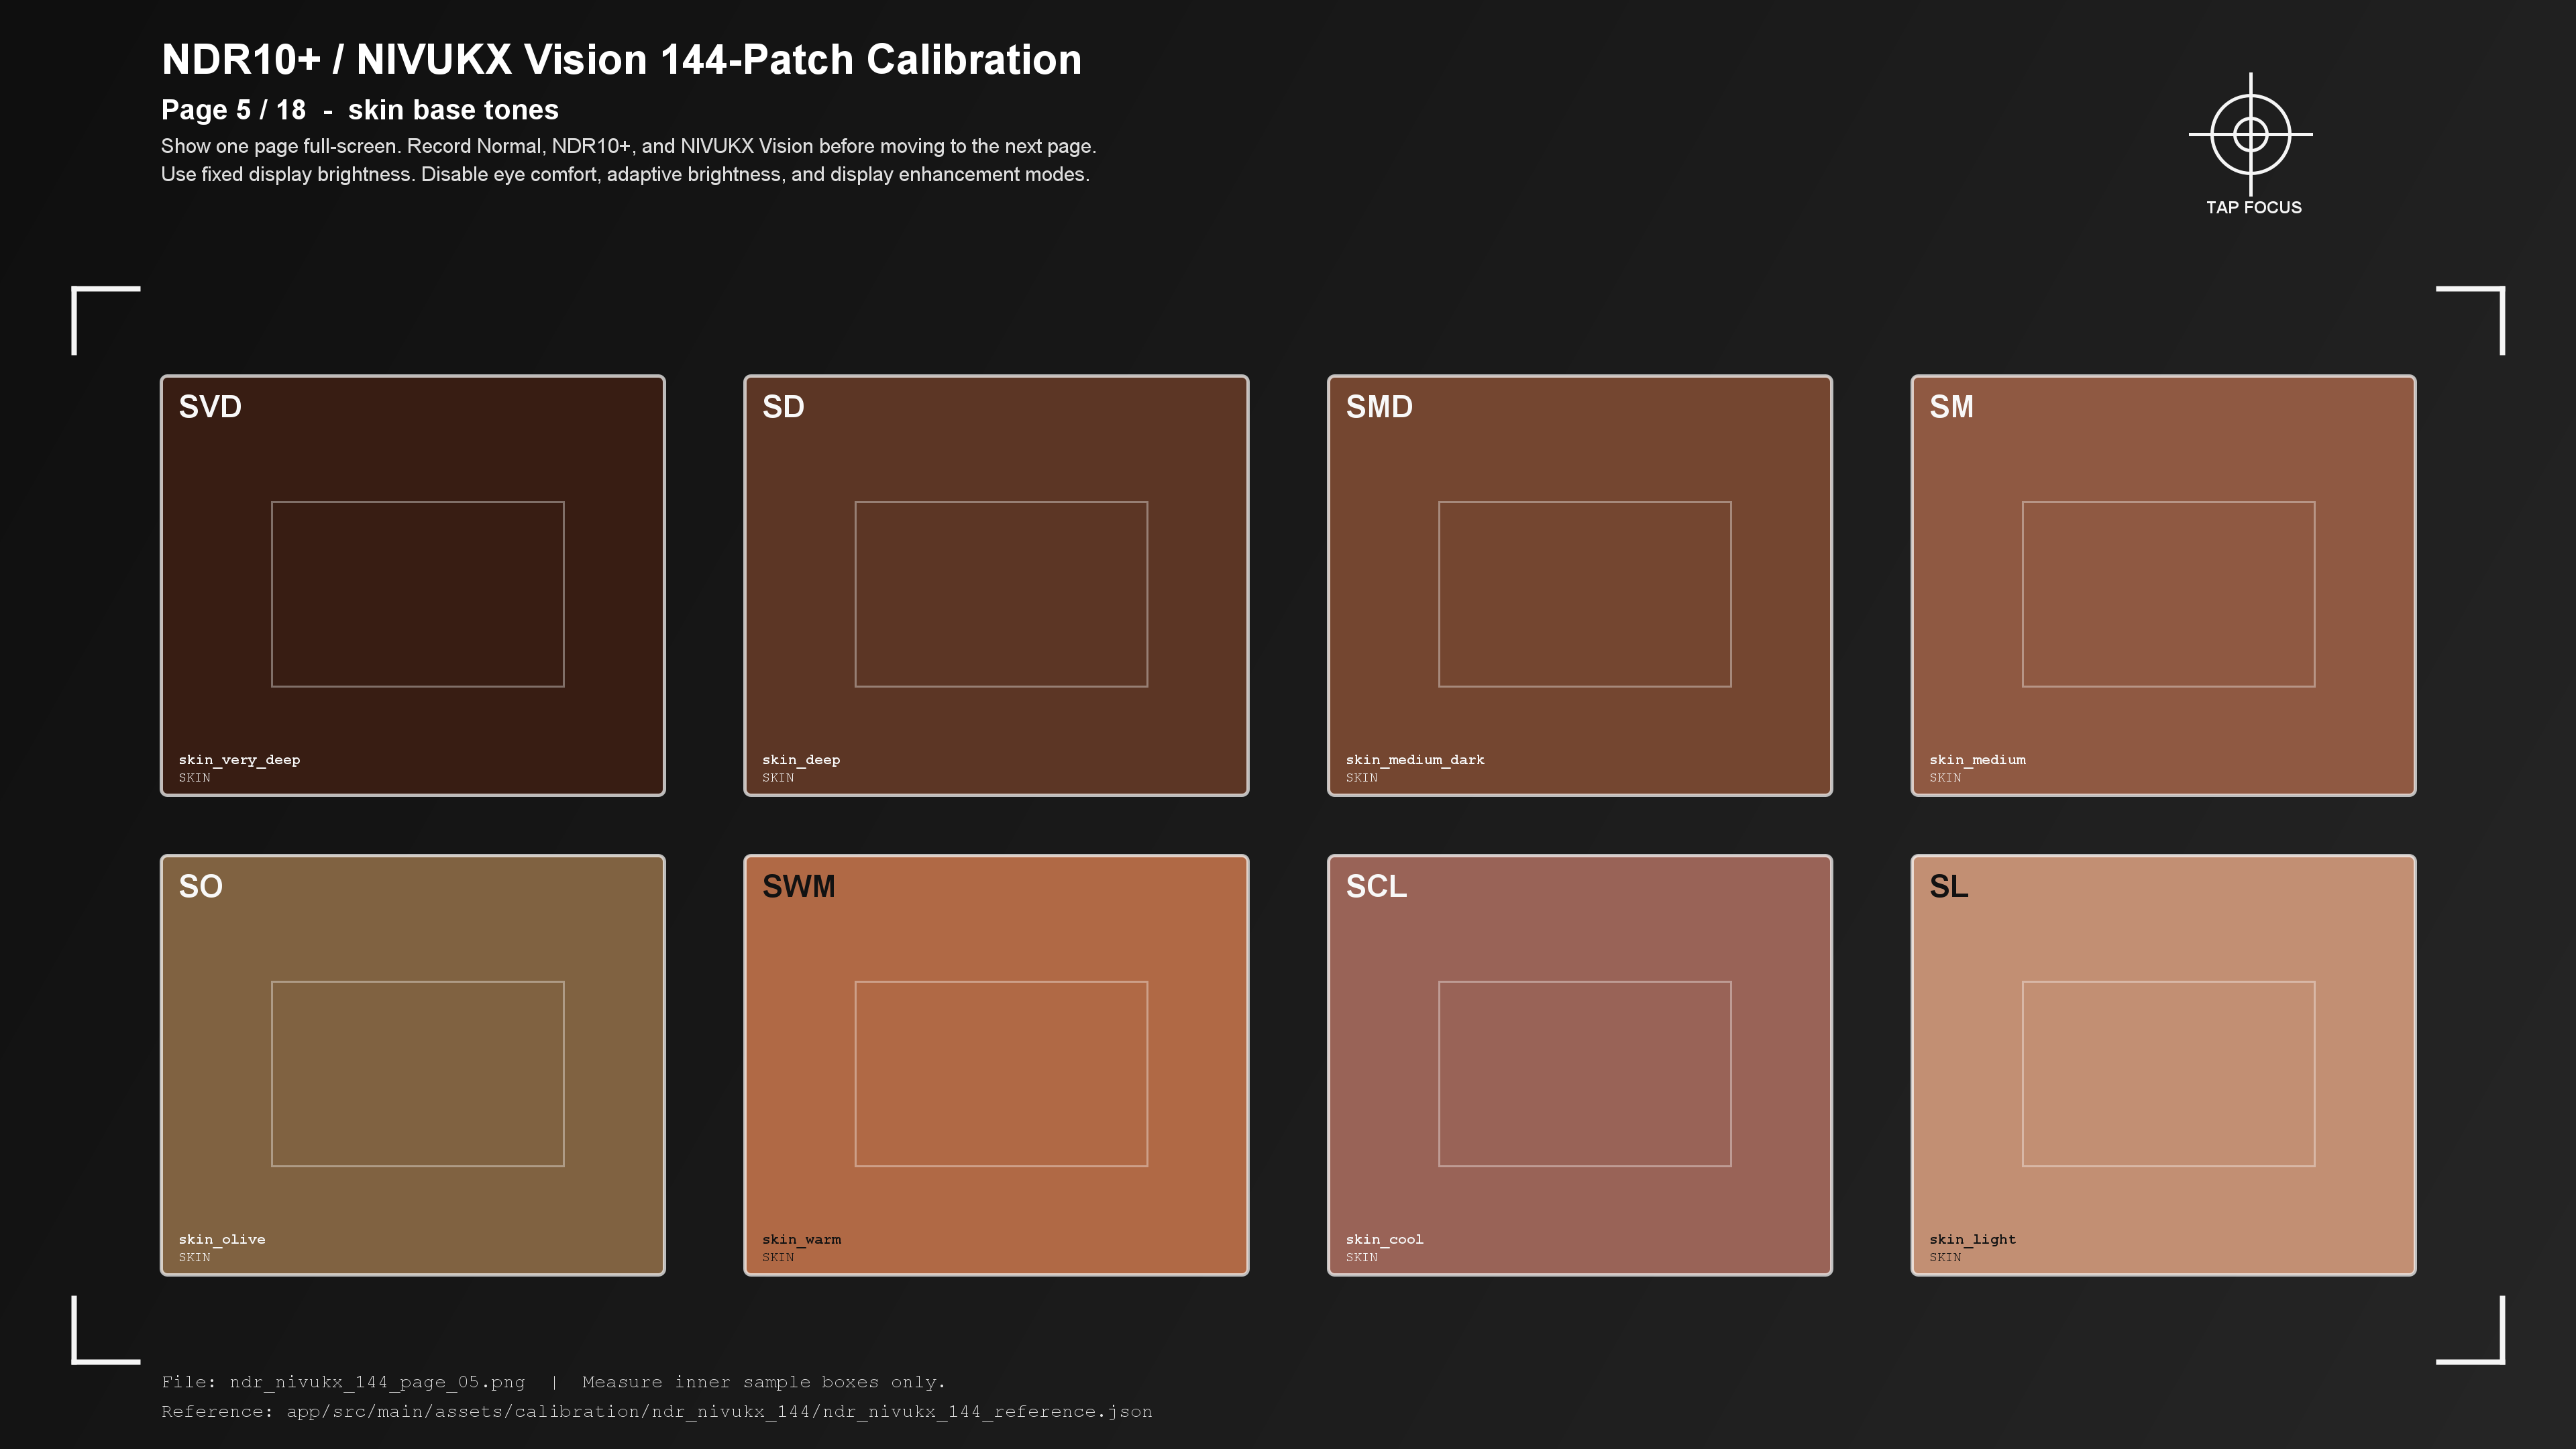 NDR10+ / NIVUKX Vision 144-Patch Calibration
Page 5 / 18  -  skin base tones
Show one page full-screen. Record Normal, NDR10+, and NIVUKX Vision before moving to the next page.
Use fixed display brightness. Disable eye comfort, adaptive brightness, and display enhancement modes.
TAP FOCUS
SVD
skin_very_deep
SKIN
SD
skin_deep
SKIN
SMD
skin_medium_dark
SKIN
SM
skin_medium
SKIN
SO
skin_olive
SKIN
SWM
skin_warm
SKIN
SCL
skin_cool
SKIN
SL
skin_light
SKIN
File: ndr_nivukx_144_page_05.png  |  Measure inner sample boxes only.
Reference: app/src/main/assets/calibration/ndr_nivukx_144/ndr_nivukx_144_reference.json